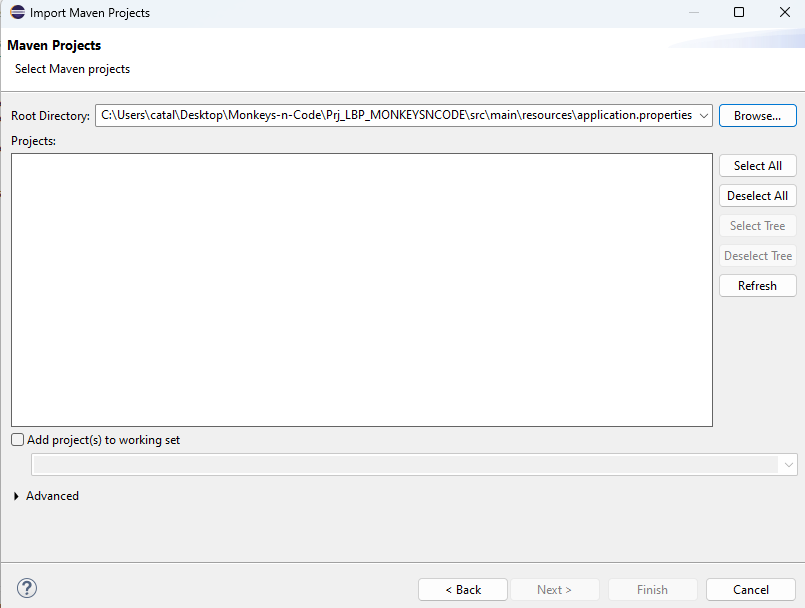 Import Maven Projects
Maven Projects
Select Maven projects
Root Directory: C:\Users\catal\Desktop\Monkeys-n-Code\Prj_LBP_MONKEYSNCODE\src\main\resources\application.properties Browse...
Projects:
Select All
Deselect All
Select Tree
Deselect Tree
Refresh
Add project(s) to working set
Advanced
? < Back Next > Finish Cancel